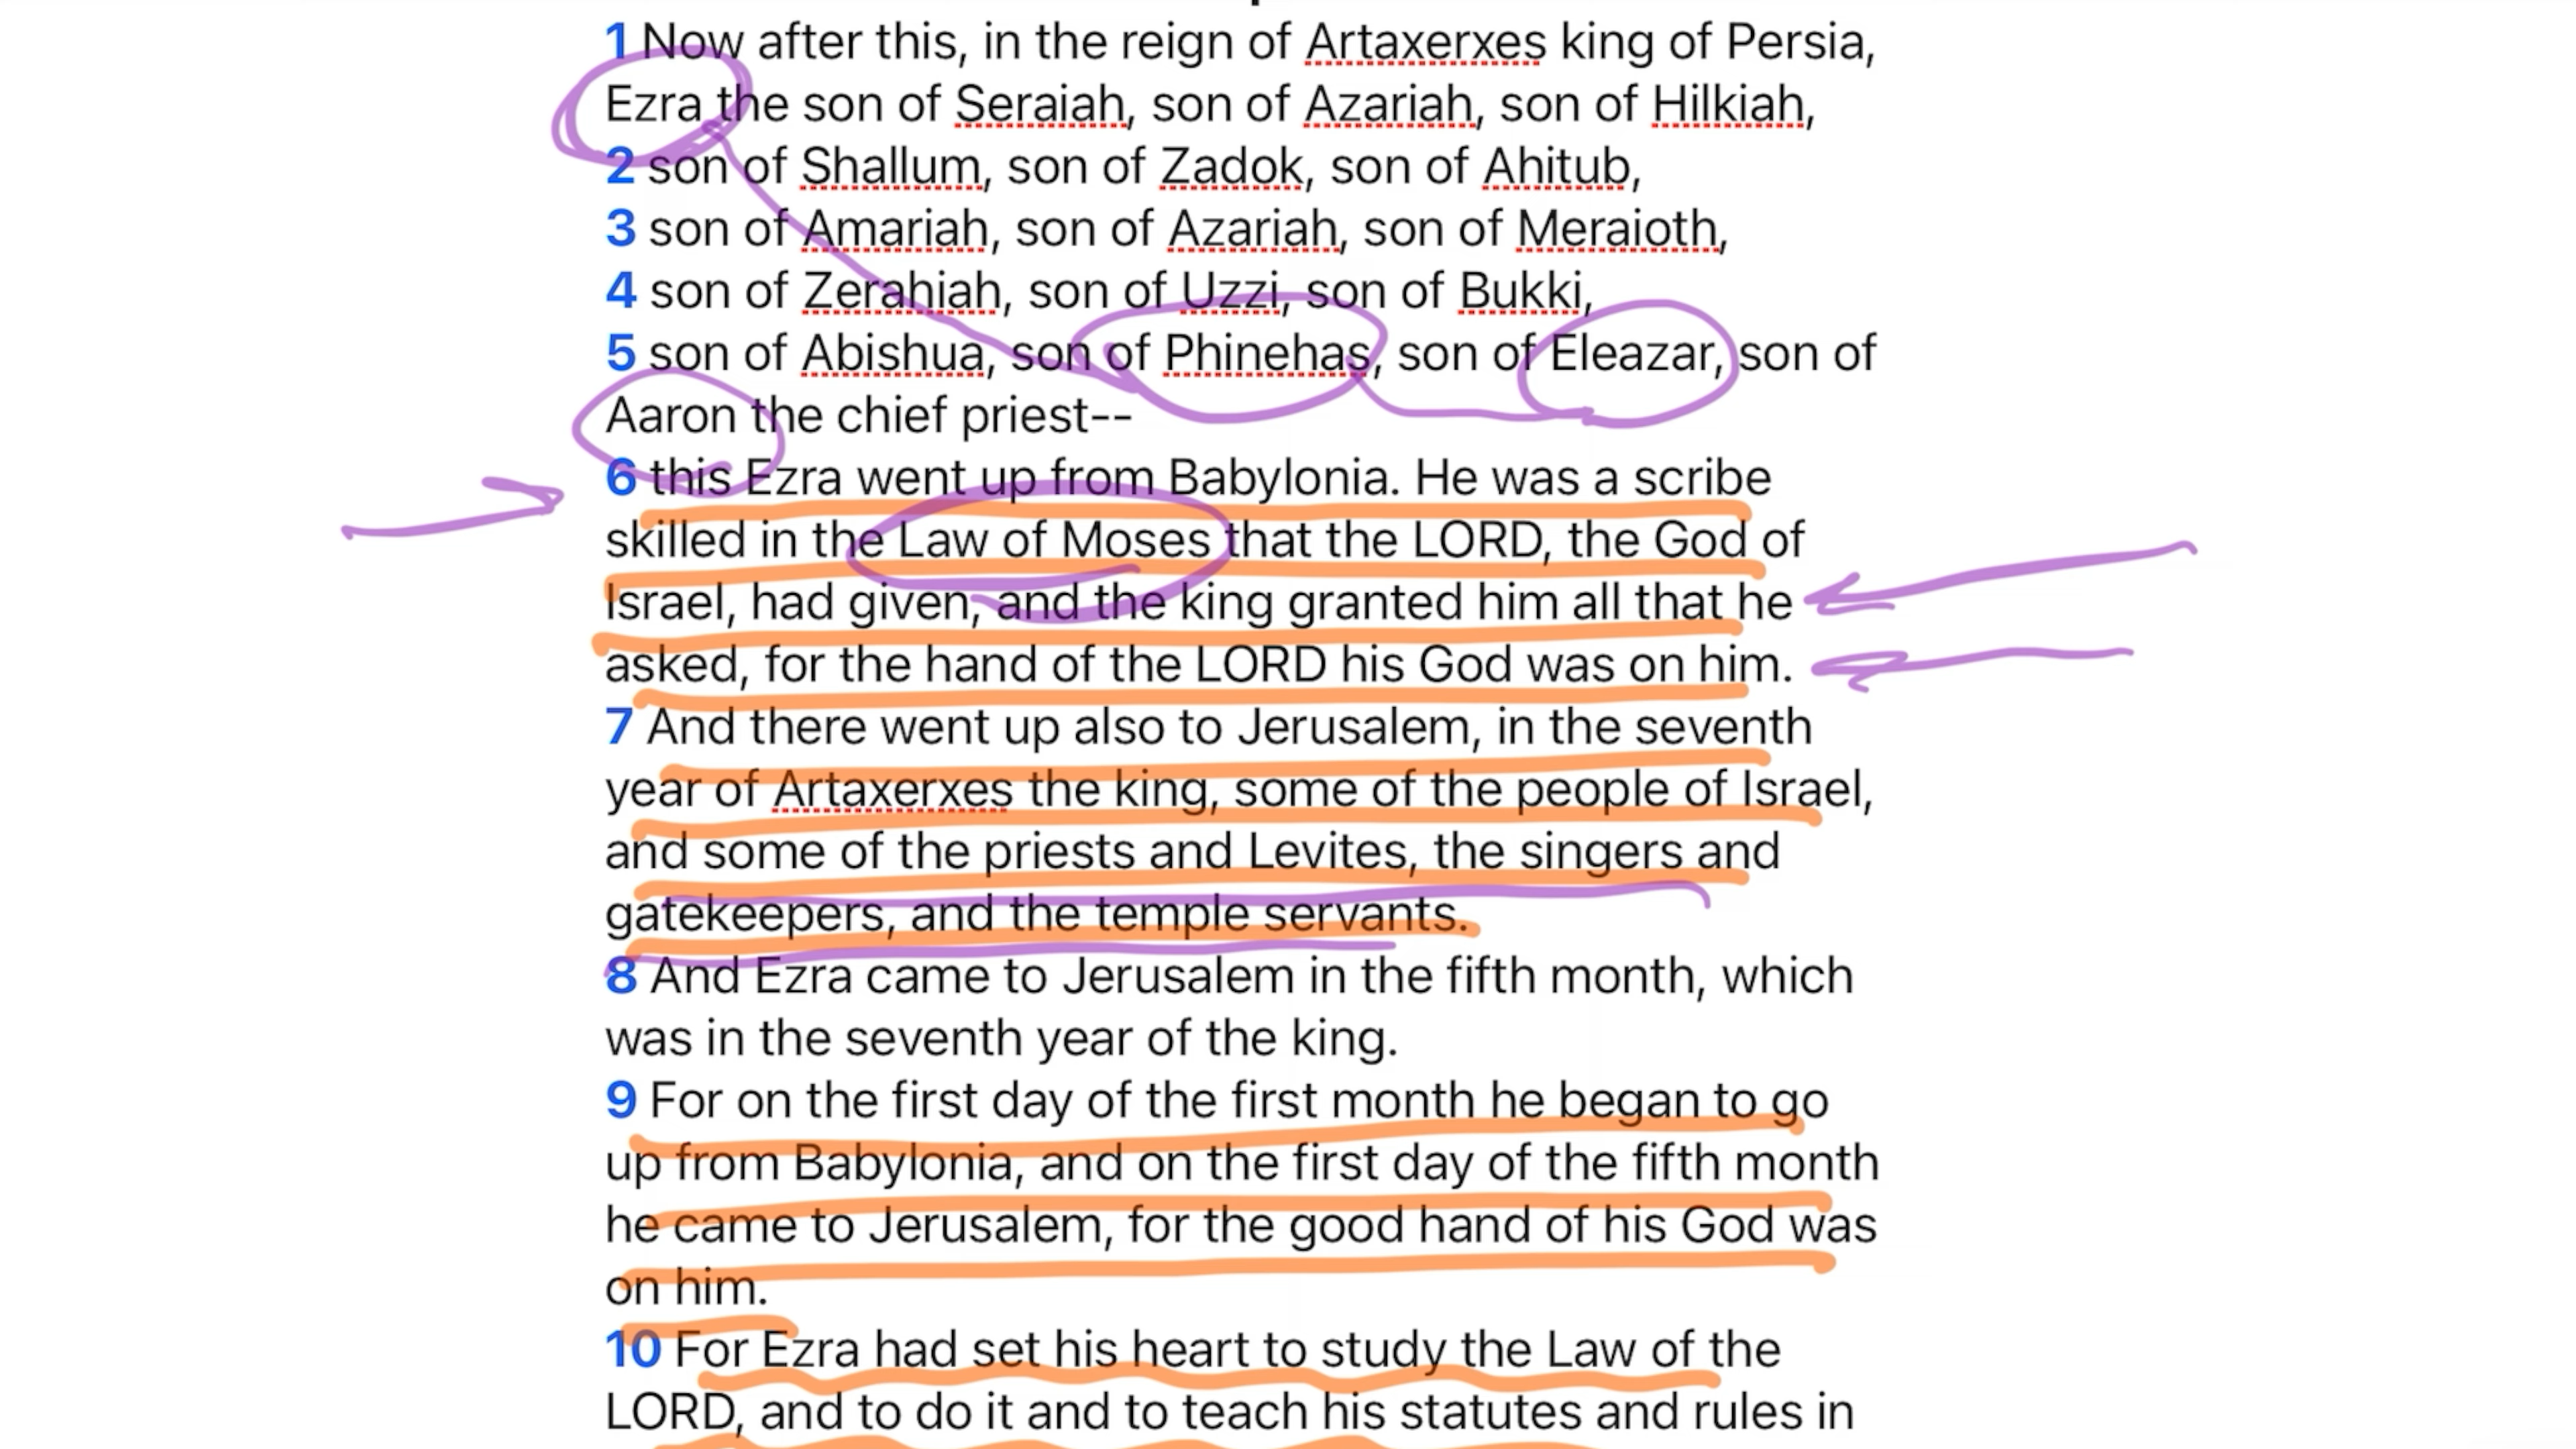 1 Now after this, in the reign of Artaxerxes king of Persia,
Ezra the son of Seraiah, son of Azariah, son of Hilkiah,
2 son of Shallum, son of Zadok, son of Ahitub,
3 son of Amariah, son of Azariah, son of Meraioth,
4 son of Zerahiah, son of Uzzi, son of Bukki,
5 son of Abishua, son of Phinehas, son of Eleazar, son of
Aaron the chief priest--
6 this Ezra went up from Babylonia. He was a scribe
skilled in the Law of Moses that the LORD, the God of
Israel, had given, and the king granted him all that he
asked, for the hand of the LORD his God was on him.
7 And there went up also to Jerusalem, in the seventh
year of Artaxerxes the king, some of the people of Israel,
and some of the priests and Levites, the singers and
gatekeepers, and the temple servants.
8 And Ezra came to Jerusalem in the fifth month, which
was in the seventh year of the king.
9 For on the first day of the first month he began to go
up from Babylonia, and on the first day of the fifth month
he came to Jerusalem, for the good hand of his God was
on him.
10 For Ezra had set his heart to study the Law of the
LORD, and to do it and to teach his statutes and rules in